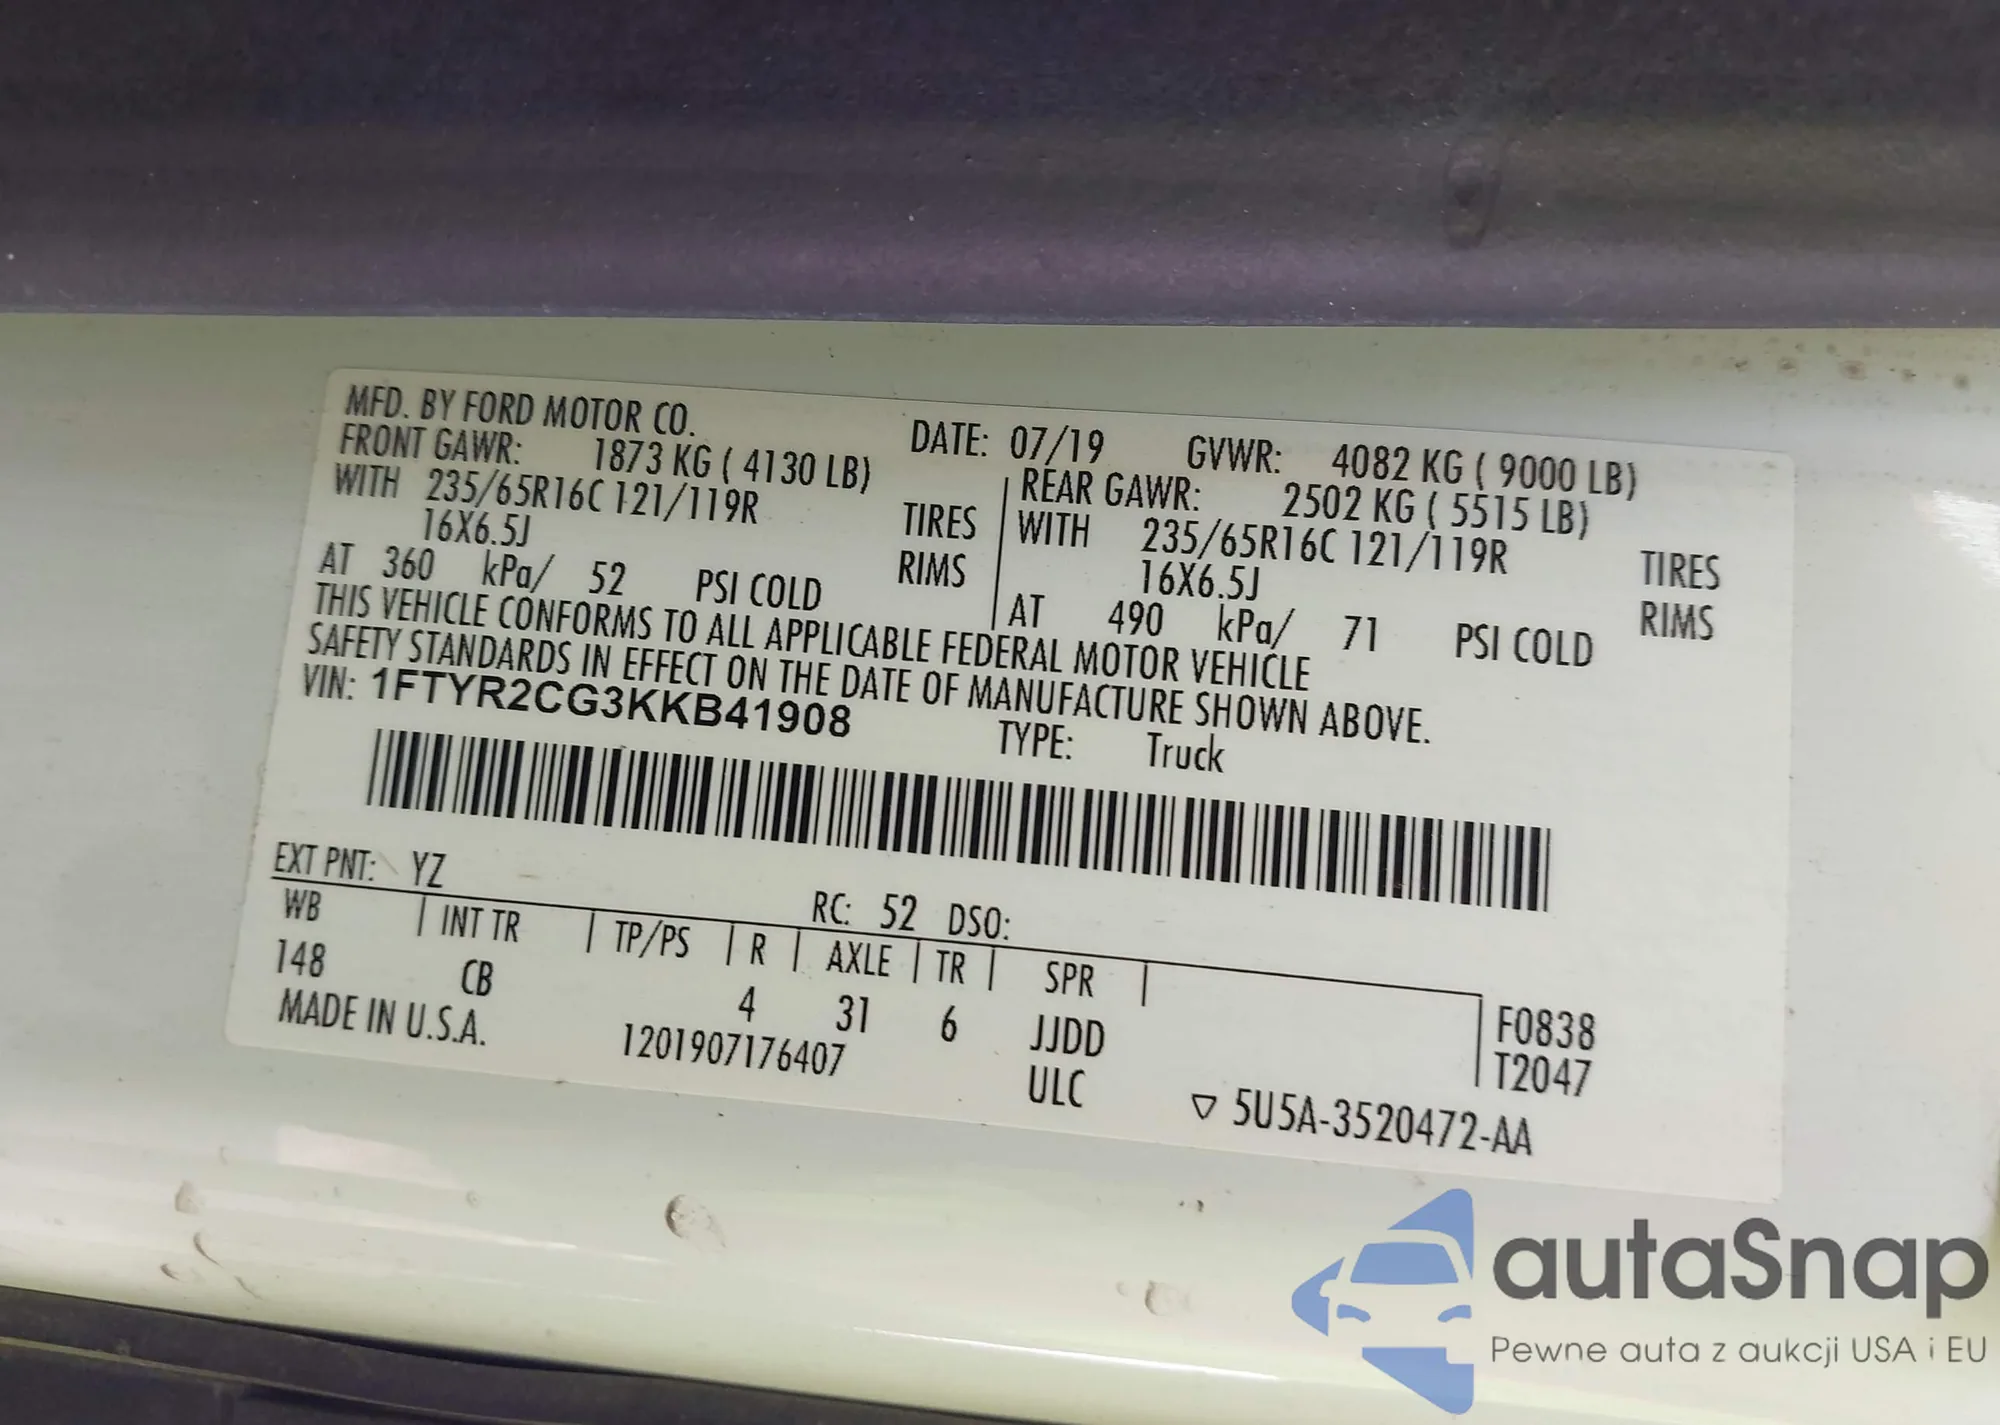 MFD. BY FORD MOTOR CO. DATE: 07/19 GVWR: 4082 KG ( 9000 LB)
FRONT GAWR: 1873 KG ( 4130 LB) REAR GAWR: 2502 KG ( 5515 LB)
WITH 235/65R16C 121/119R TIRES WITH 235/65R16C 121/119R TIRES
16X6.5J RIMS 16X6.5J RIMS
AT 360 kPa/ 52 PSI COLD AT 490 kPa/ 71 PSI COLD
THIS VEHICLE CONFORMS TO ALL APPLICABLE FEDERAL MOTOR VEHICLE
SAFETY STANDARDS IN EFFECT ON THE DATE OF MANUFACTURE SHOWN ABOVE.
VIN: 1FTYR2CG3KKB41908 TYPE: Truck
EXT PNT: YZ RC: 52 DSO:
WB | INT TR | TP/PS | R | AXLE | TR | SPR |
148 CB 4 31 6 JJDD F0838
MADE IN U.S.A. 1201907176407 ULC T2047
▽ 5U5A-3520472-AA
autaSnap
Pewne auta z aukcji USA i EU